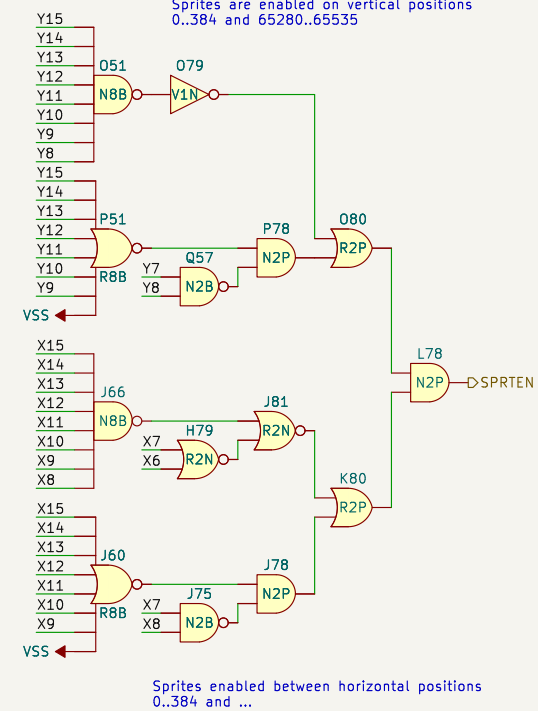 Sprites are enabled on vertical positions
0..384 and 65280..65535
Y15
Y14
Y13
Y12
Y11
Y10
Y9
Y8
O51
N8B
O79
V1N
Y15
Y14
Y13
Y12
Y11
Y10
Y9
VSS
P51
R8B
Y7
Y8
Q57
N2B
P78
N2P
O80
R2P
L78
N2P
SPRTEN
X15
X14
X13
X12
X11
X10
X9
X8
J66
N8B
X7
X6
H79
R2N
J81
R2N
K80
R2P
X15
X14
X13
X12
X11
X10
X9
VSS
J60
R8B
X7
X8
J75
N2B
J78
N2P
Sprites enabled between horizontal positions
0..384 and ...